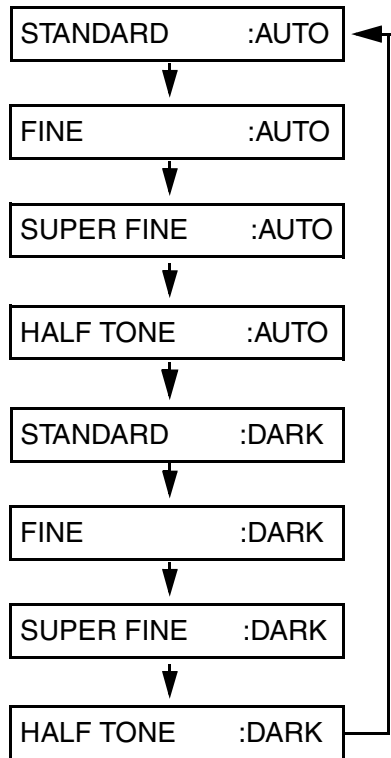 STANDARD :AUTO
FINE :AUTO
SUPER FINE :AUTO
HALF TONE :AUTO
STANDARD :DARK
FINE :DARK
SUPER FINE :DARK
HALF TONE :DARK